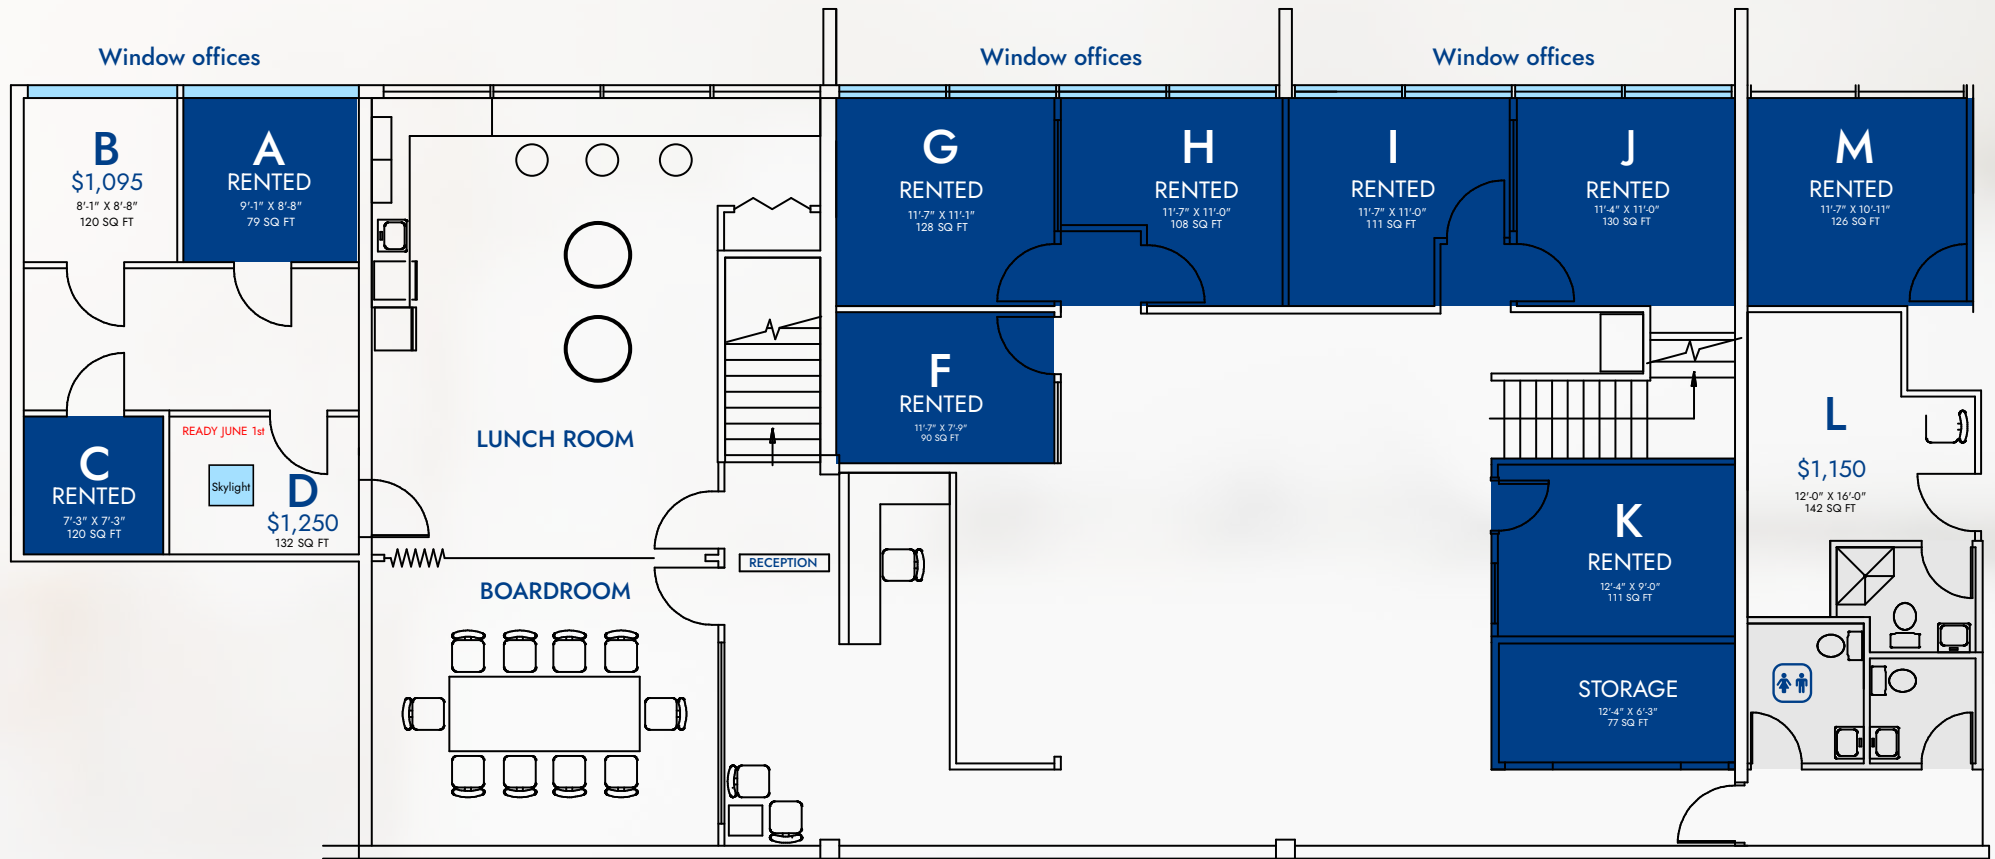 Window offices
Window offices
Window offices
B
$1,095
8'-1" X 8'-8"
120 SQ FT
A
RENTED
9'-1" X 8'-8"
79 SQ FT
G
RENTED
11'-7" X 11'-1"
128 SQ FT
H
RENTED
11'-7" X 11'-0"
108 SQ FT
I
RENTED
11'-7" X 11'-0"
111 SQ FT
J
RENTED
11'-4" X 11'-0"
130 SQ FT
M
RENTED
11'-7" X 10'-11"
126 SQ FT
F
RENTED
11'-7" X 7'-9"
90 SQ FT
LUNCH ROOM
C
RENTED
7'-3" X 7'-3"
120 SQ FT
READY JUNE 1st
Skylight
D
$1,250
132 SQ FT
L
$1,150
12'-0" X 16'-0"
142 SQ FT
K
RENTED
12'-4" X 9'-0"
111 SQ FT
RECEPTION
BOARDROOM
STORAGE
12'-4" X 6'-3"
77 SQ FT